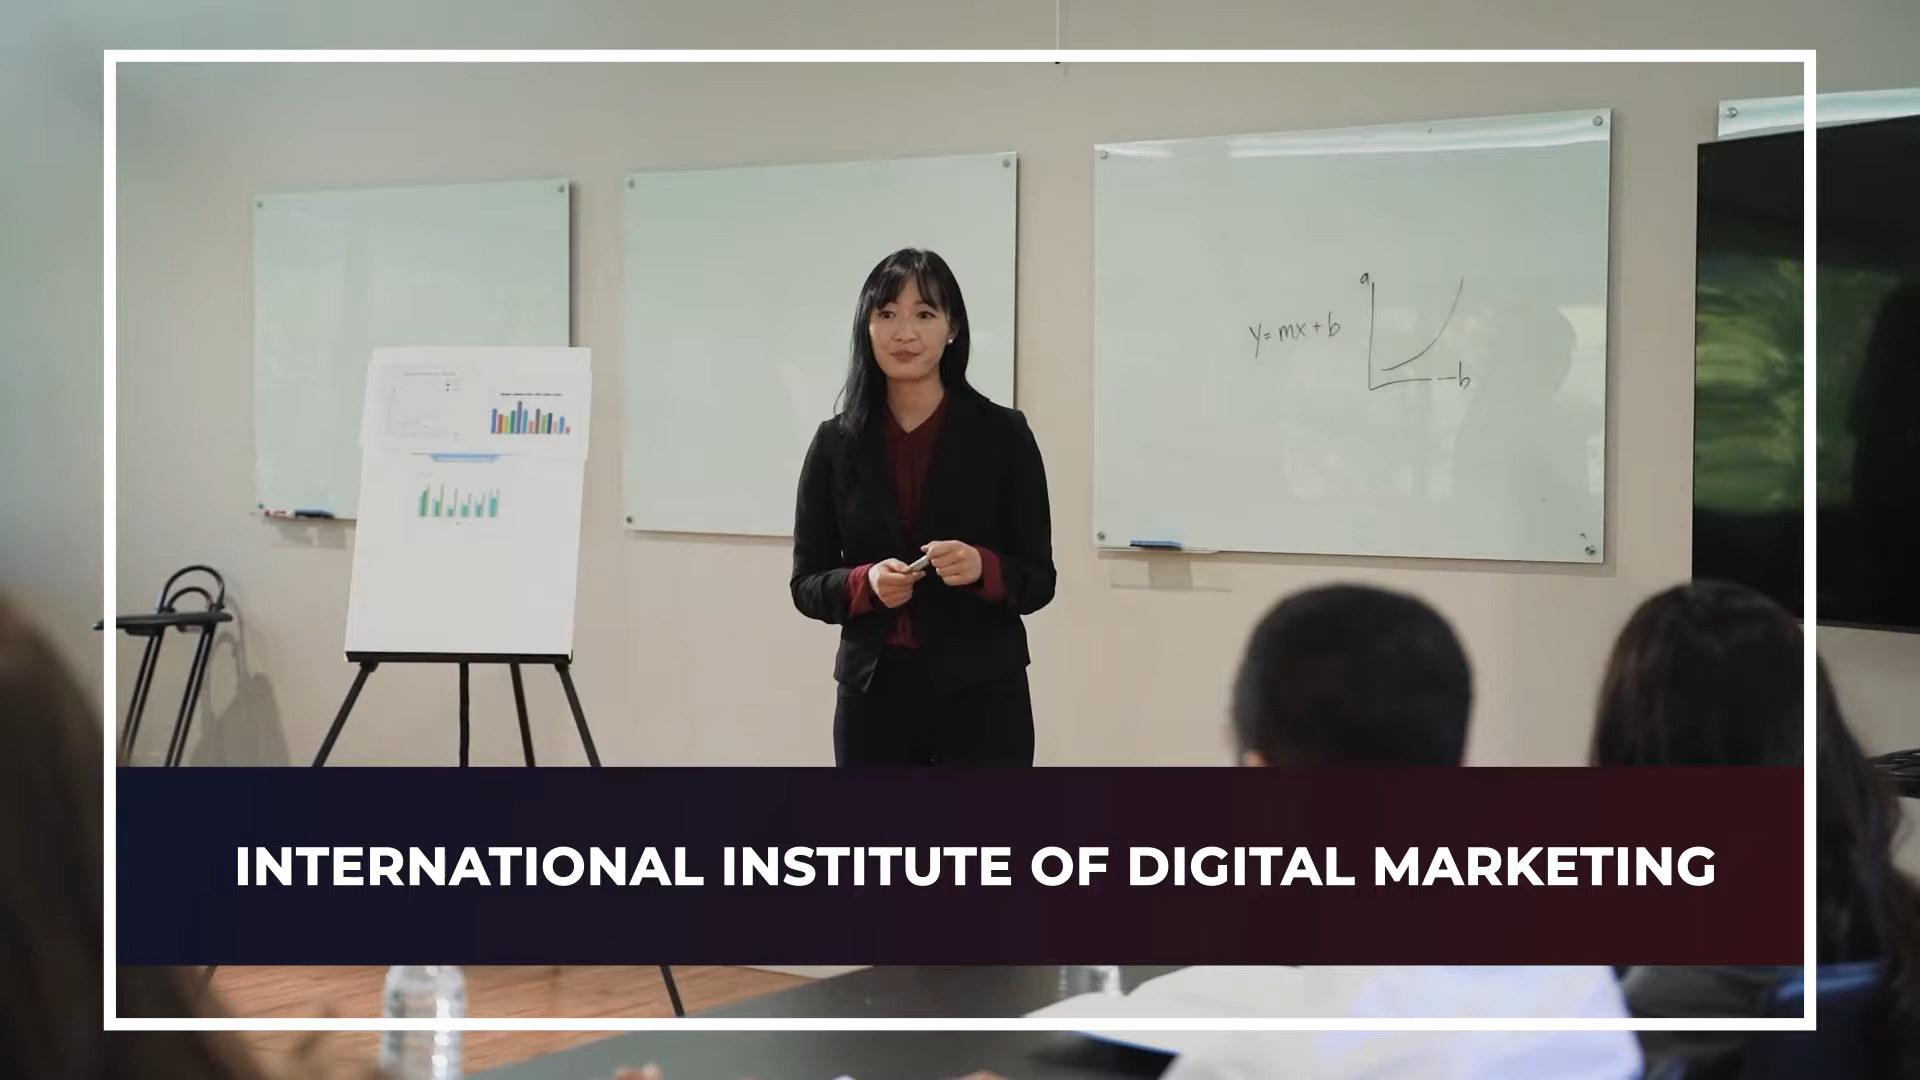 a
y = mx + b
b
INTERNATIONAL INSTITUTE OF DIGITAL MARKETING